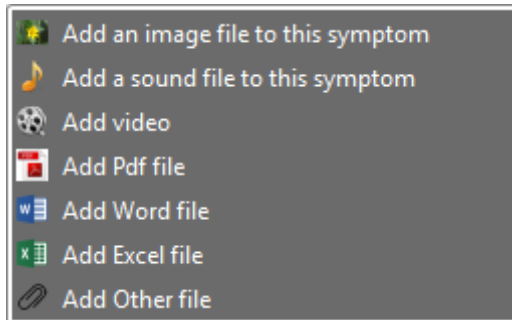 Add an image file to this symptom
Add a sound file to this symptom
Add video
Add Pdf file
Add Word file
Add Excel file
Add Other file